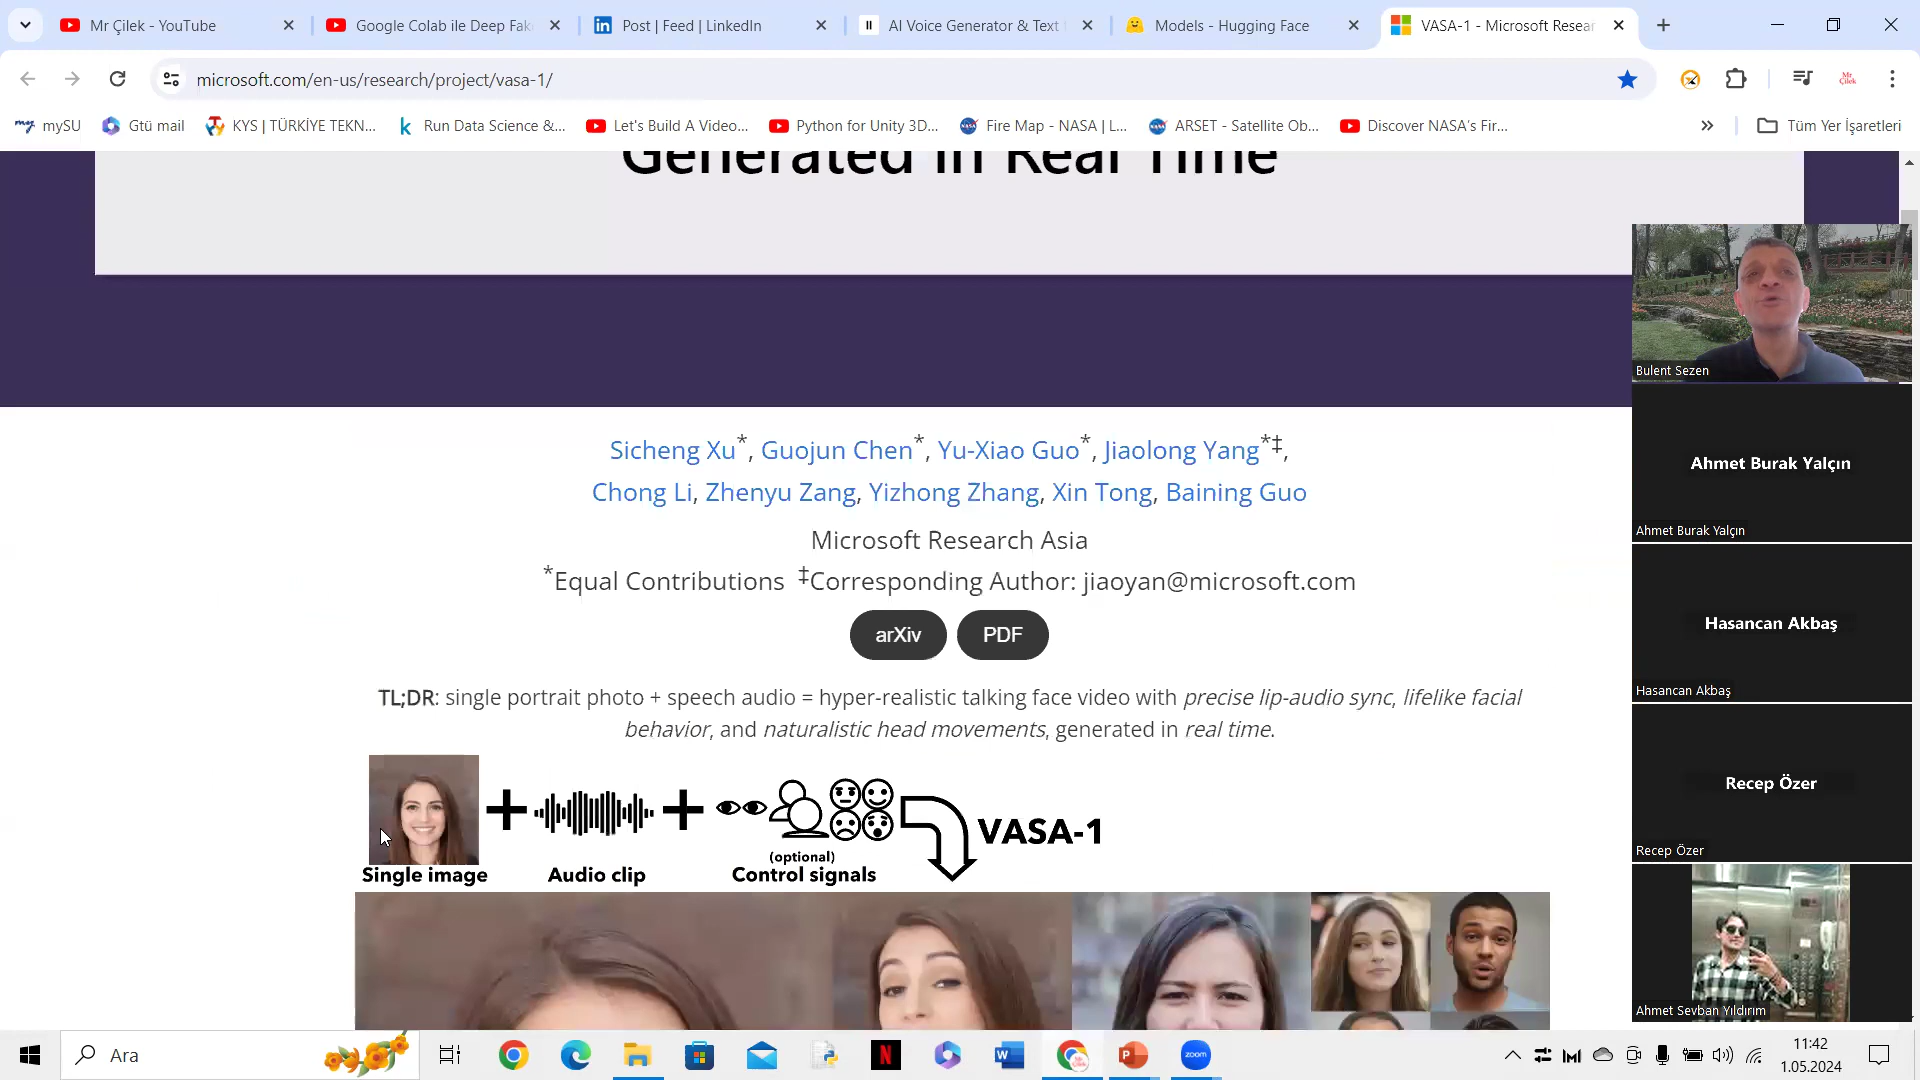 Mr Çilek - YouTube
Google Colab ile Deep Fak
Post | Feed | LinkedIn
AI Voice Generator & Text
Models - Hugging Face
VASA-1 - Microsoft Resear
microsoft.com/en-us/research/project/vasa-1/
Mr Çilek
my. mySU
Gtü mail
KYS | TÜRKİYE TEKN...
k Run Data Science &...
Let's Build A Video...
Python for Unity 3D...
Fire Map - NASA | L...
ARSET - Satellite Ob...
Discover NASA's Fir...
Tüm Yer İşaretleri
Generated in Real Time
Sicheng Xu*, Guojun Chen*, Yu-Xiao Guo*, Jiaolong Yang*‡,
Chong Li, Zhenyu Zang, Yizhong Zhang, Xin Tong, Baining Guo
Microsoft Research Asia
*Equal Contributions ‡Corresponding Author: jiaoyan@microsoft.com
arXiv
PDF
TL;DR: single portrait photo + speech audio = hyper-realistic talking face video with precise lip-audio sync, lifelike facial
behavior, and naturalistic head movements, generated in real time.
VASA-1
(optional)
Single image
Audio clip
Control signals
Bulent Sezen
Ahmet Burak Yalçın
Ahmet Burak Yalçın
Hasancan Akbaş
Hasancan Akbaş
Recep Özer
Recep Özer
Ahmet Sevban Yıldırım
Ara
N
W
P
zoom
11:42
1.05.2024